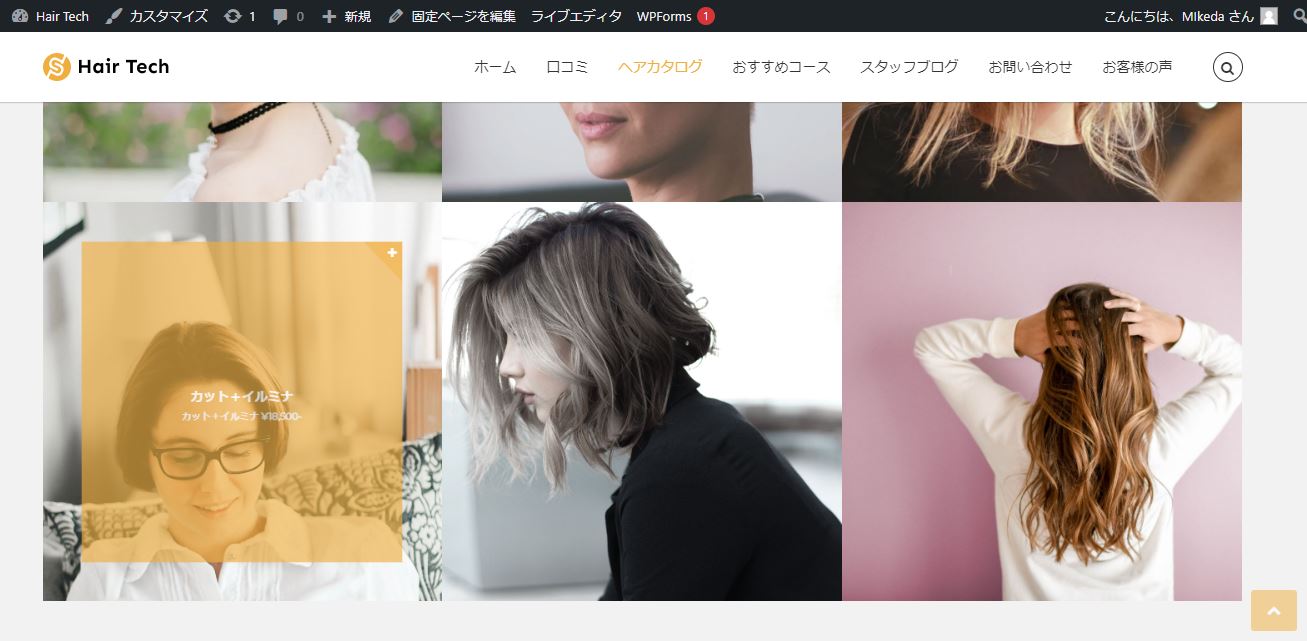 Hair Tech カスタマイズ 1 0 新規 固定ページを編集 ライブエディタ WPForms 1 こんにちは、MIkeda さん
Hair Tech ホーム 口コミ ヘアカタログ おすすめコース スタッフブログ お問い合わせ お客様の声
カット+イルミナ
カット+イルミナ ¥18,500-